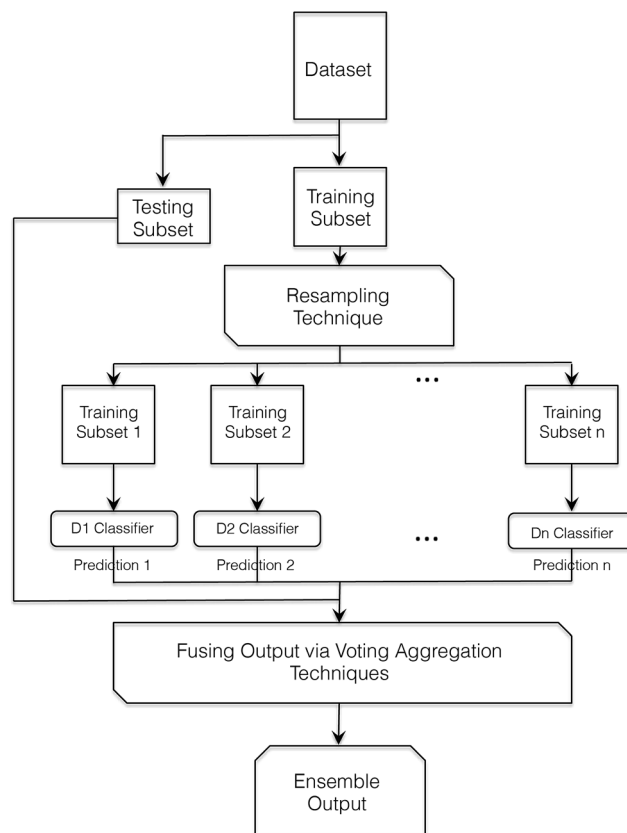 Dataset
Testing
Subset
Training
Subset
Resampling
Technique
...
Training
Subset 1
Training
Subset 2
Training
Subset n
D1 Classifier
D2 Classifier
...
Dn Classifier
Prediction 1
Prediction 2
Prediction n
Fusing Output via Voting Aggregation
Techniques
Ensemble
Output